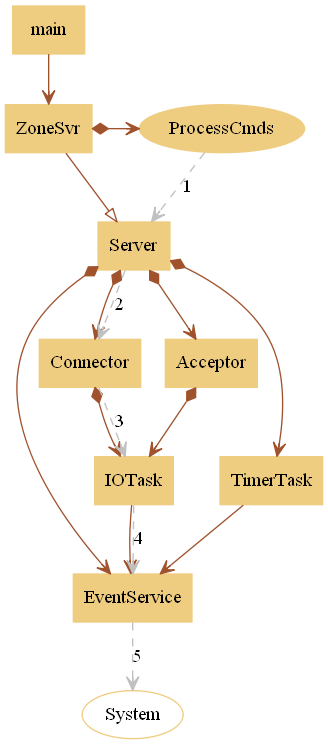 main
ZoneSvr
ProcessCmds
1
Server
2
Connector
Acceptor
3
IOTask
TimerTask
4
EventService
5
System